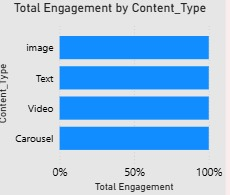 Total Engagement by Content_Type
Content_Type
image
Text
Video
Carousel
0%
50%
100%
Total Engagement